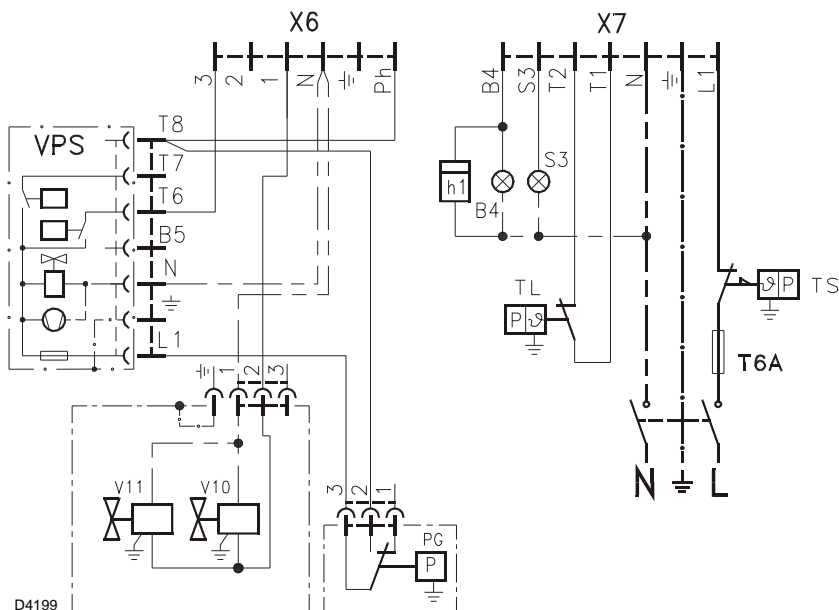 X6
X7
3
2
1
N
Ph
B4
S3
T2
T1
N
L1
T8
VPS
T7
T6
B5
N
L1
h1
B4
S3
TL
P ϑ
ϑ P
TS
T6A
1
2
3
N
L
V11
V10
3
2
1
PG
P
D4199